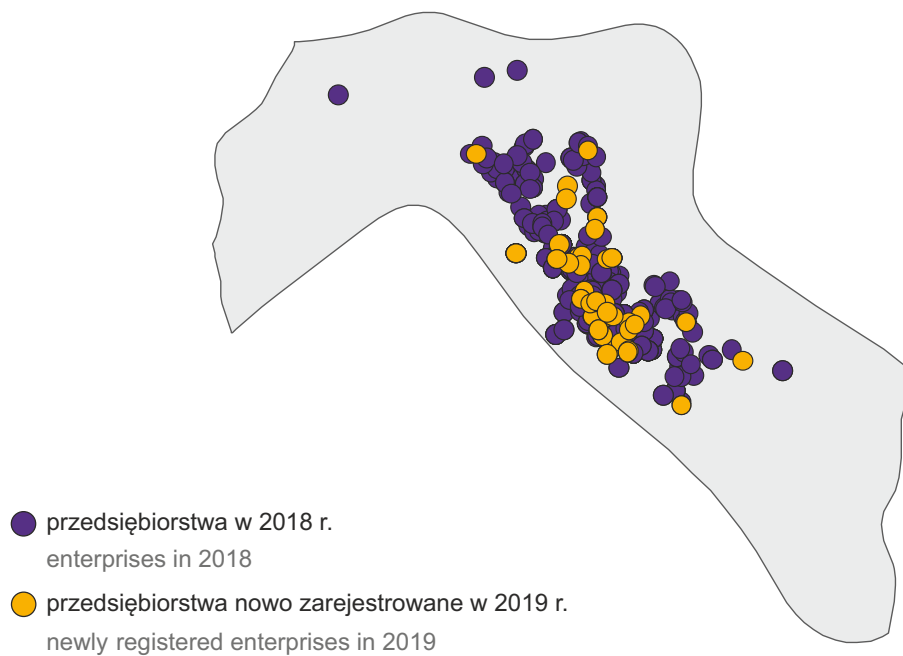 przedsiębiorstwa w 2018 r.
enterprises in 2018
przedsiębiorstwa nowo zarejestrowane w 2019 r.
newly registered enterprises in 2019